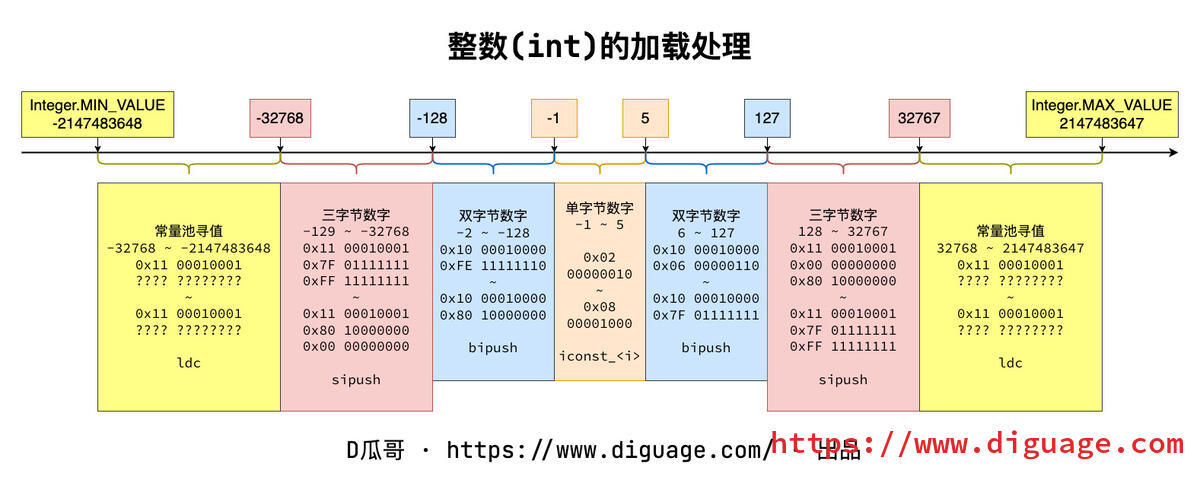 整数(int)的加载处理
Integer.MIN_VALUE
-2147483648
-32768
-128
-1
5
127
32767
Integer.MAX_VALUE
2147483647
常量池寻值
-32768 ~ -2147483648
0x11 00010001
???? ????????
~
0x11 00010001
???? ????????
ldc
三字节数字
-129 ~ -32768
0x11 00010001
0x7F 01111111
0xFF 11111111
~
0x11 00010001
0x80 10000000
0x00 00000000
sipush
双字节数字
-2 ~ -128
0x10 00010000
0xFE 11111110
~
0x10 00010000
0x80 10000000
bipush
单字节数字
-1 ~ 5
0x02
00000010
~
0x08
00001000
iconst_<i>
双字节数字
6 ~ 127
0x10 00010000
0x06 00000110
~
0x10 00010000
0x7F 01111111
bipush
三字节数字
128 ~ 32767
0x11 00010001
0x00 00000000
0x80 10000000
~
0x11 00010001
0x7F 01111111
0xFF 11111111
sipush
常量池寻值
32768 ~ 2147483647
0x11 00010001
???? ????????
~
0x11 00010001
???? ????????
ldc
D瓜哥 · https://www.diguage.com/ · 出品
https://www.diguage.com